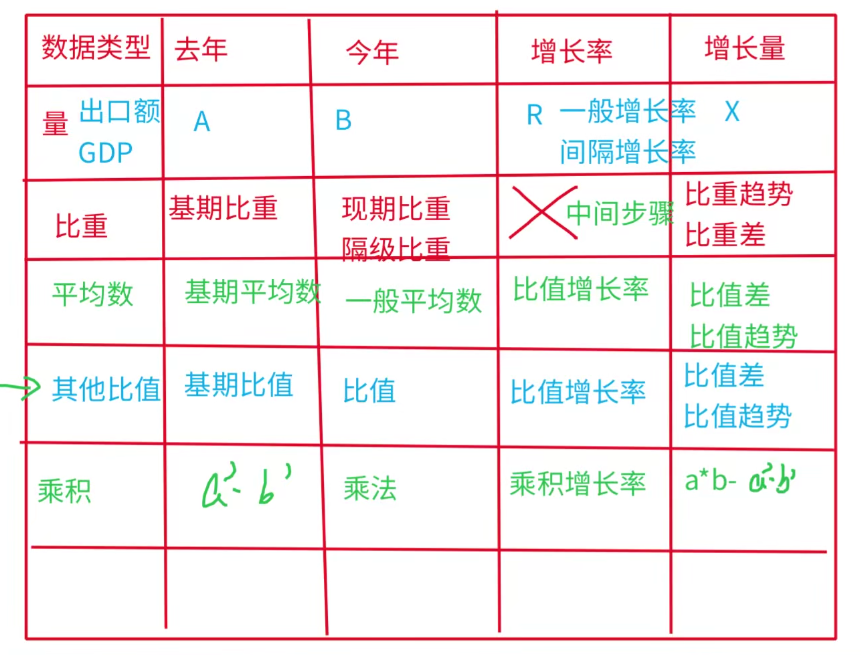 数据类型 去年 今年 增长率 增长量
量 出口额 A B R 一般增长率 X
GDP 间隔增长率
比重 基期比重 现期比重 中间步骤 比重趋势
隔级比重 比重差
平均数 基期平均数 一般平均数 比值增长率 比值差
比值趋势
其他比值 基期比值 比值 比值增长率 比值差
比值趋势
乘积 a'·b' 乘法 乘积增长率 a*b- a'·b'